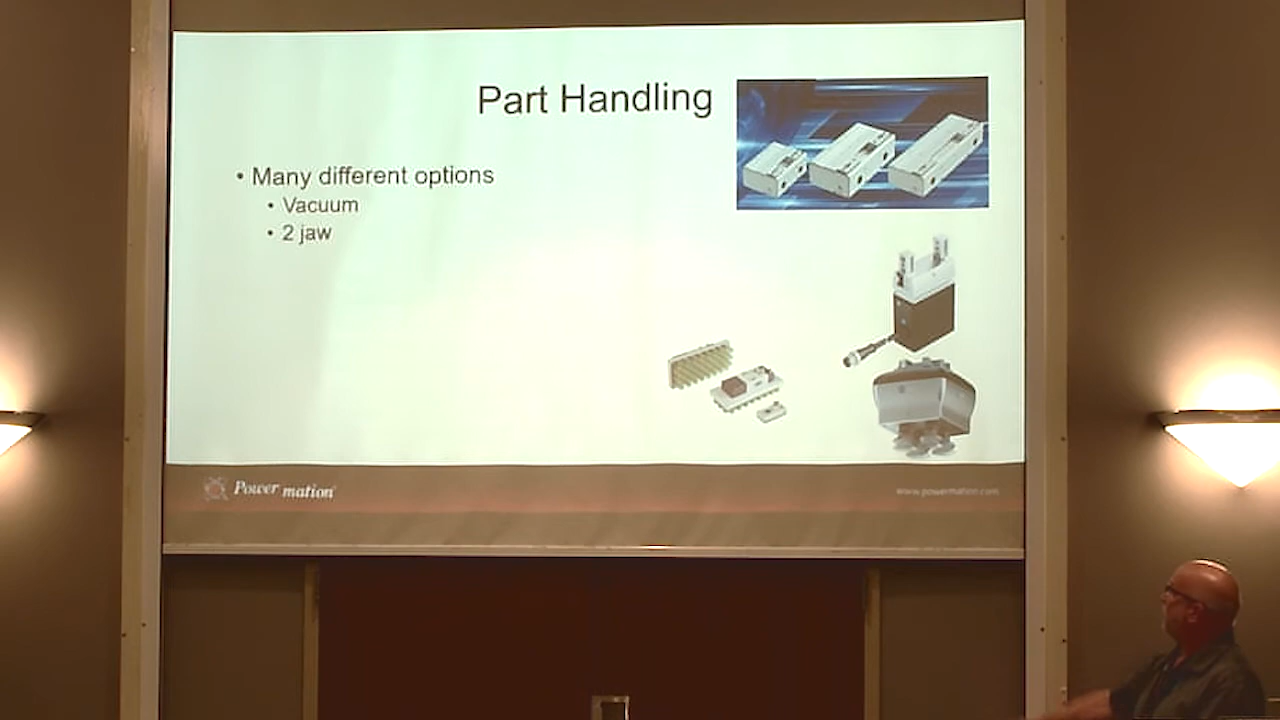 Part Handling
• Many different options
• Vacuum
• 2 jaw
Power mation
www.powermation.com